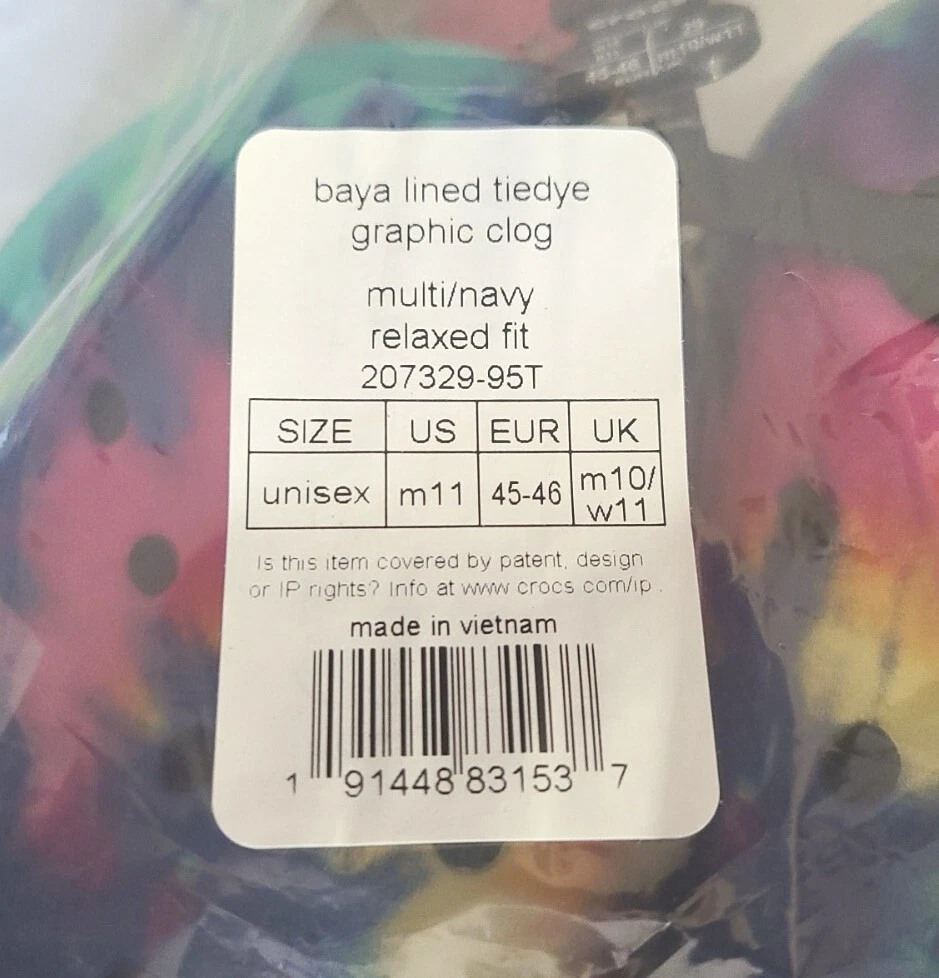 baya lined tiedye
graphic clog
multi/navy
relaxed fit
207329-95T
SIZE US EUR UK
unisex m11 45-46 m10/
w11
Is this item covered by patent, design
or IP rights? Info at www crocs com/ip .
made in vietnam
1 91448 83153 7